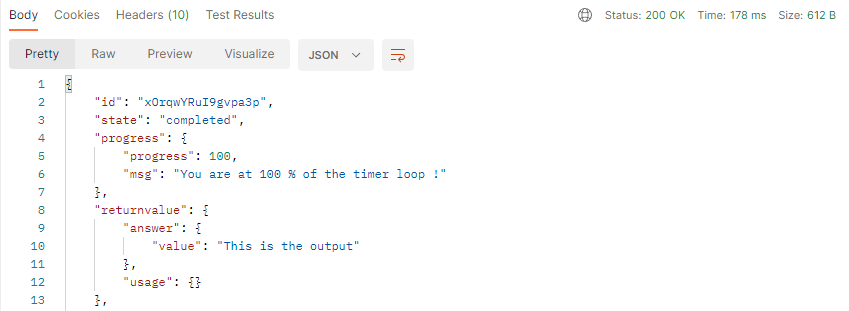 Body Cookies Headers (10) Test Results Status: 200 OK Time: 178 ms Size: 612 B
Pretty Raw Preview Visualize JSON
1 {
2 "id": "xOrqwYRuI9gvpa3p",
3 "state": "completed",
4 "progress": {
5 "progress": 100,
6 "msg": "You are at 100 % of the timer loop !"
7 },
8 "returnvalue": {
9 "answer": {
10 "value": "This is the output"
11 },
12 "usage": {}
13 },